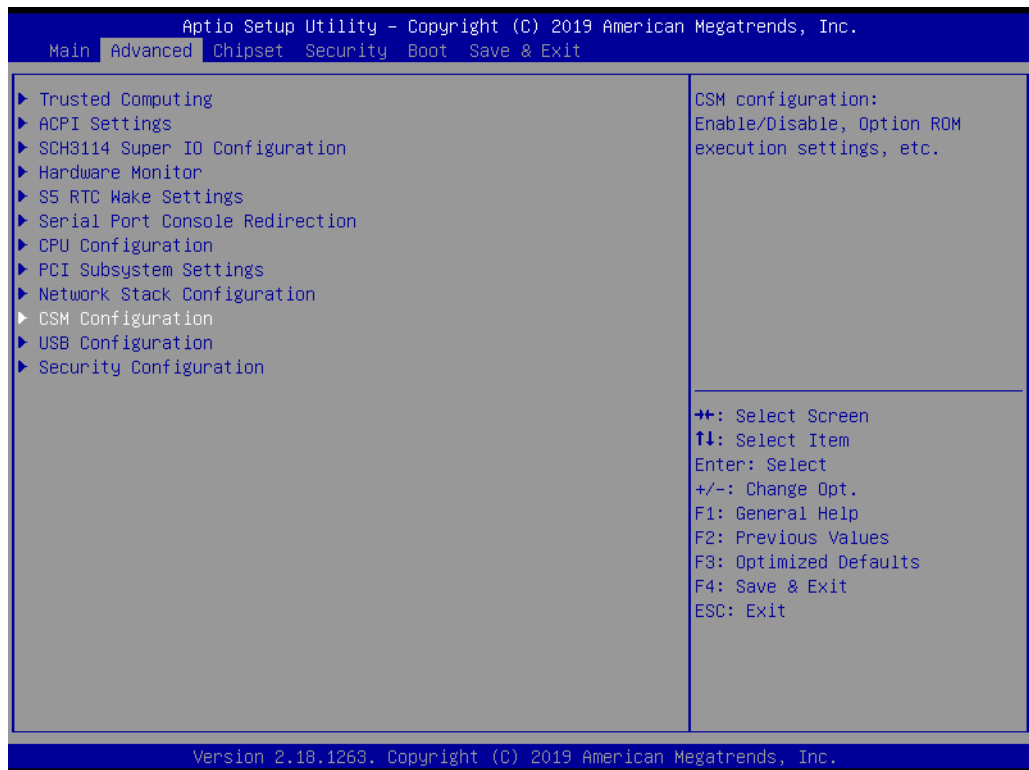 Aptio Setup Utility – Copyright (C) 2019 American Megatrends, Inc.
Main Advanced Chipset Security Boot Save & Exit
▶ Trusted Computing
▶ ACPI Settings
▶ SCH3114 Super IO Configuration
▶ Hardware Monitor
▶ S5 RTC Wake Settings
▶ Serial Port Console Redirection
▶ CPU Configuration
▶ PCI Subsystem Settings
▶ Network Stack Configuration
▶ CSM Configuration
▶ USB Configuration
▶ Security Configuration
CSM configuration:
Enable/Disable, Option ROM
execution settings, etc.
→←: Select Screen
↑↓: Select Item
Enter: Select
+/-: Change Opt.
F1: General Help
F2: Previous Values
F3: Optimized Defaults
F4: Save & Exit
ESC: Exit
Version 2.18.1263. Copyright (C) 2019 American Megatrends, Inc.